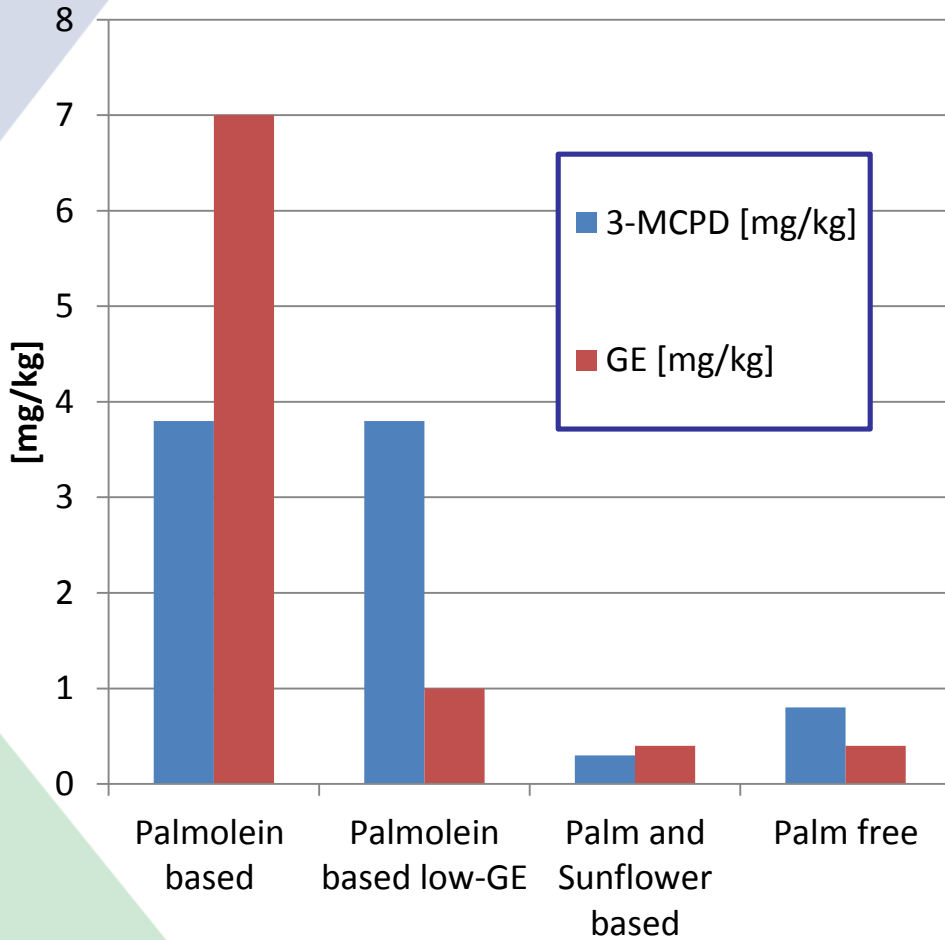 8
7
6
5
4
3
2
1
0
[mg/kg]
3-MCPD [mg/kg]
GE [mg/kg]
Palmolein
based
Palmolein
based low-GE
Palm and
Sunflower
based
Palm free